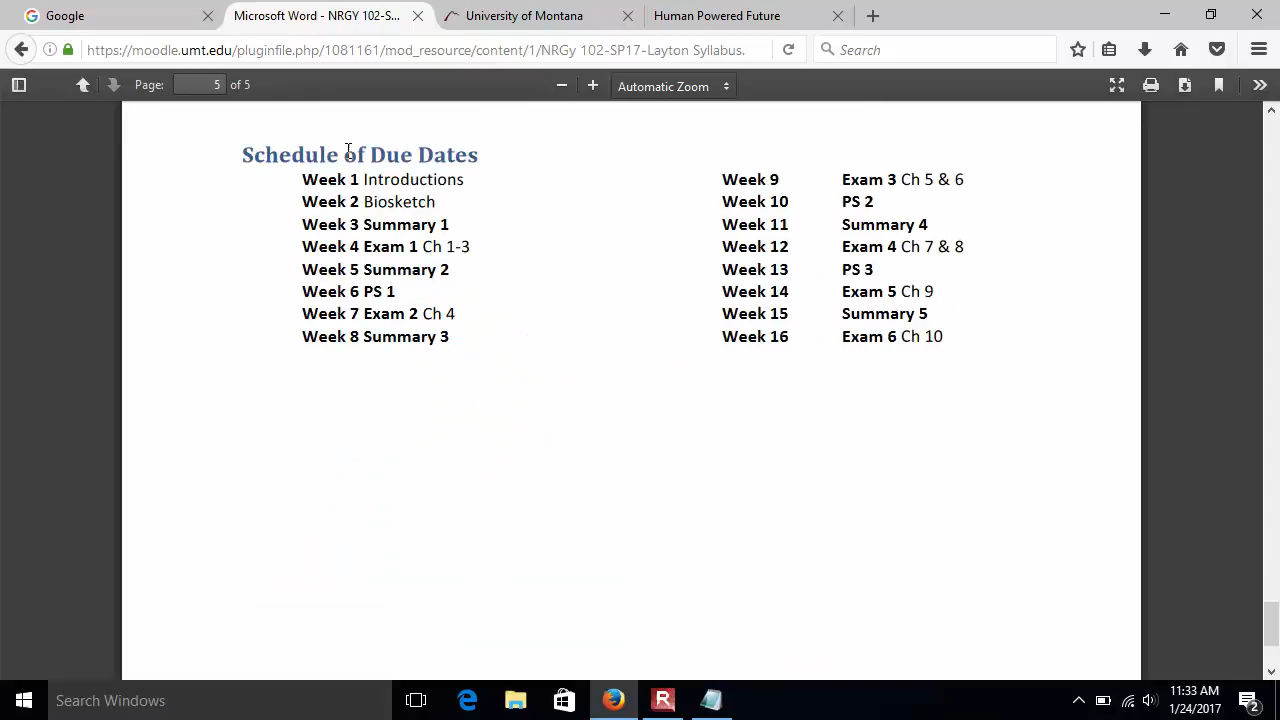 Google
Microsoft Word - NRGY 102-S...
University of Montana
Human Powered Future
https://moodle.umt.edu/pluginfile.php/1081161/mod_resource/content/1/NRGy 102-SP17-Layton Syllabus.
Search
Page: 5 of 5
Automatic Zoom
Schedule of Due Dates
Week 1 Introductions
Week 2 Biosketch
Week 3 Summary 1
Week 4 Exam 1 Ch 1-3
Week 5 Summary 2
Week 6 PS 1
Week 7 Exam 2 Ch 4
Week 8 Summary 3
Week 9 Exam 3 Ch 5 & 6
Week 10 PS 2
Week 11 Summary 4
Week 12 Exam 4 Ch 7 & 8
Week 13 PS 3
Week 14 Exam 5 Ch 9
Week 15 Summary 5
Week 16 Exam 6 Ch 10
Search Windows
11:33 AM
1/24/2017
2